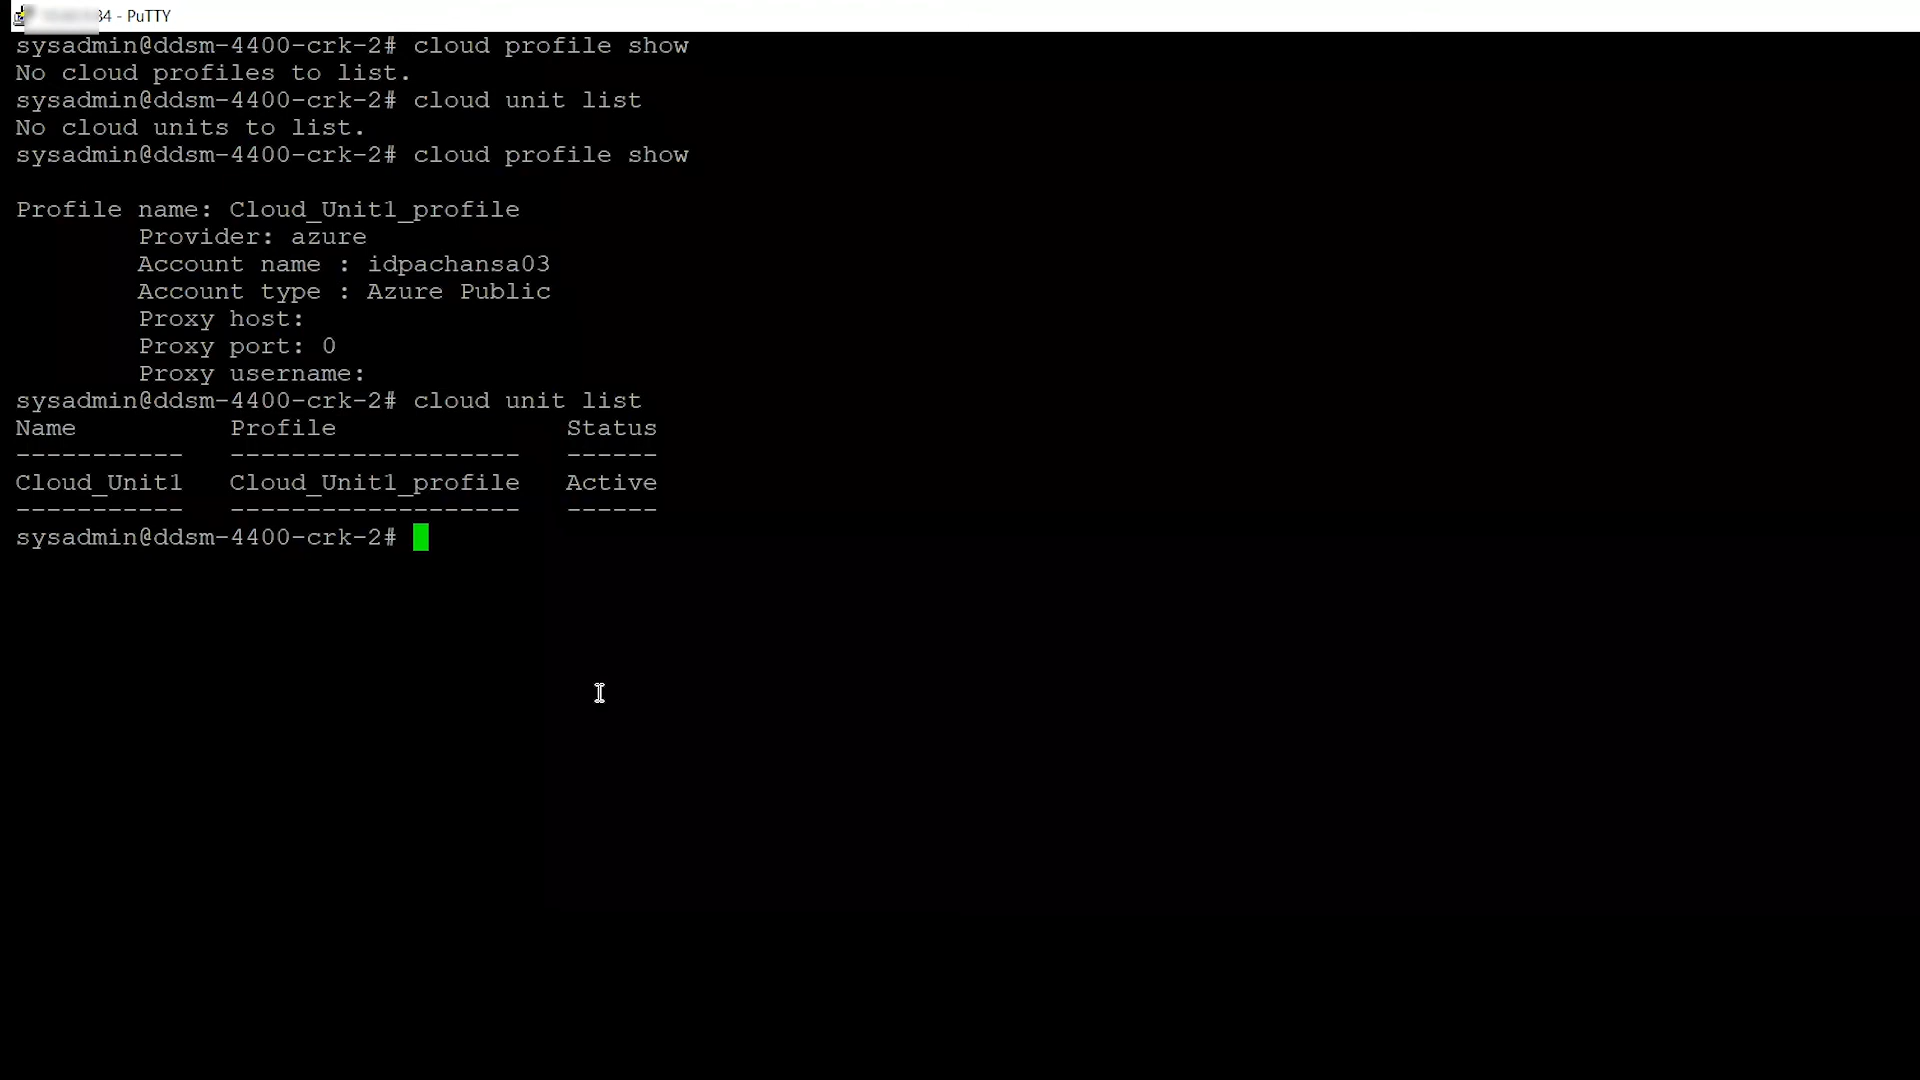 34 - PuTTY
sysadmin@ddsm-4400-crk-2# cloud profile show
No cloud profiles to list.
sysadmin@ddsm-4400-crk-2# cloud unit list
No cloud units to list.
sysadmin@ddsm-4400-crk-2# cloud profile show
Profile name: Cloud_Unit1_profile
Provider: azure
Account name : idpachansa03
Account type : Azure Public
Proxy host:
Proxy port: 0
Proxy username:
sysadmin@ddsm-4400-crk-2# cloud unit list
Name Profile Status
----------- ------------------- ------
Cloud_Unit1 Cloud_Unit1_profile Active
----------- ------------------- ------
sysadmin@ddsm-4400-crk-2#